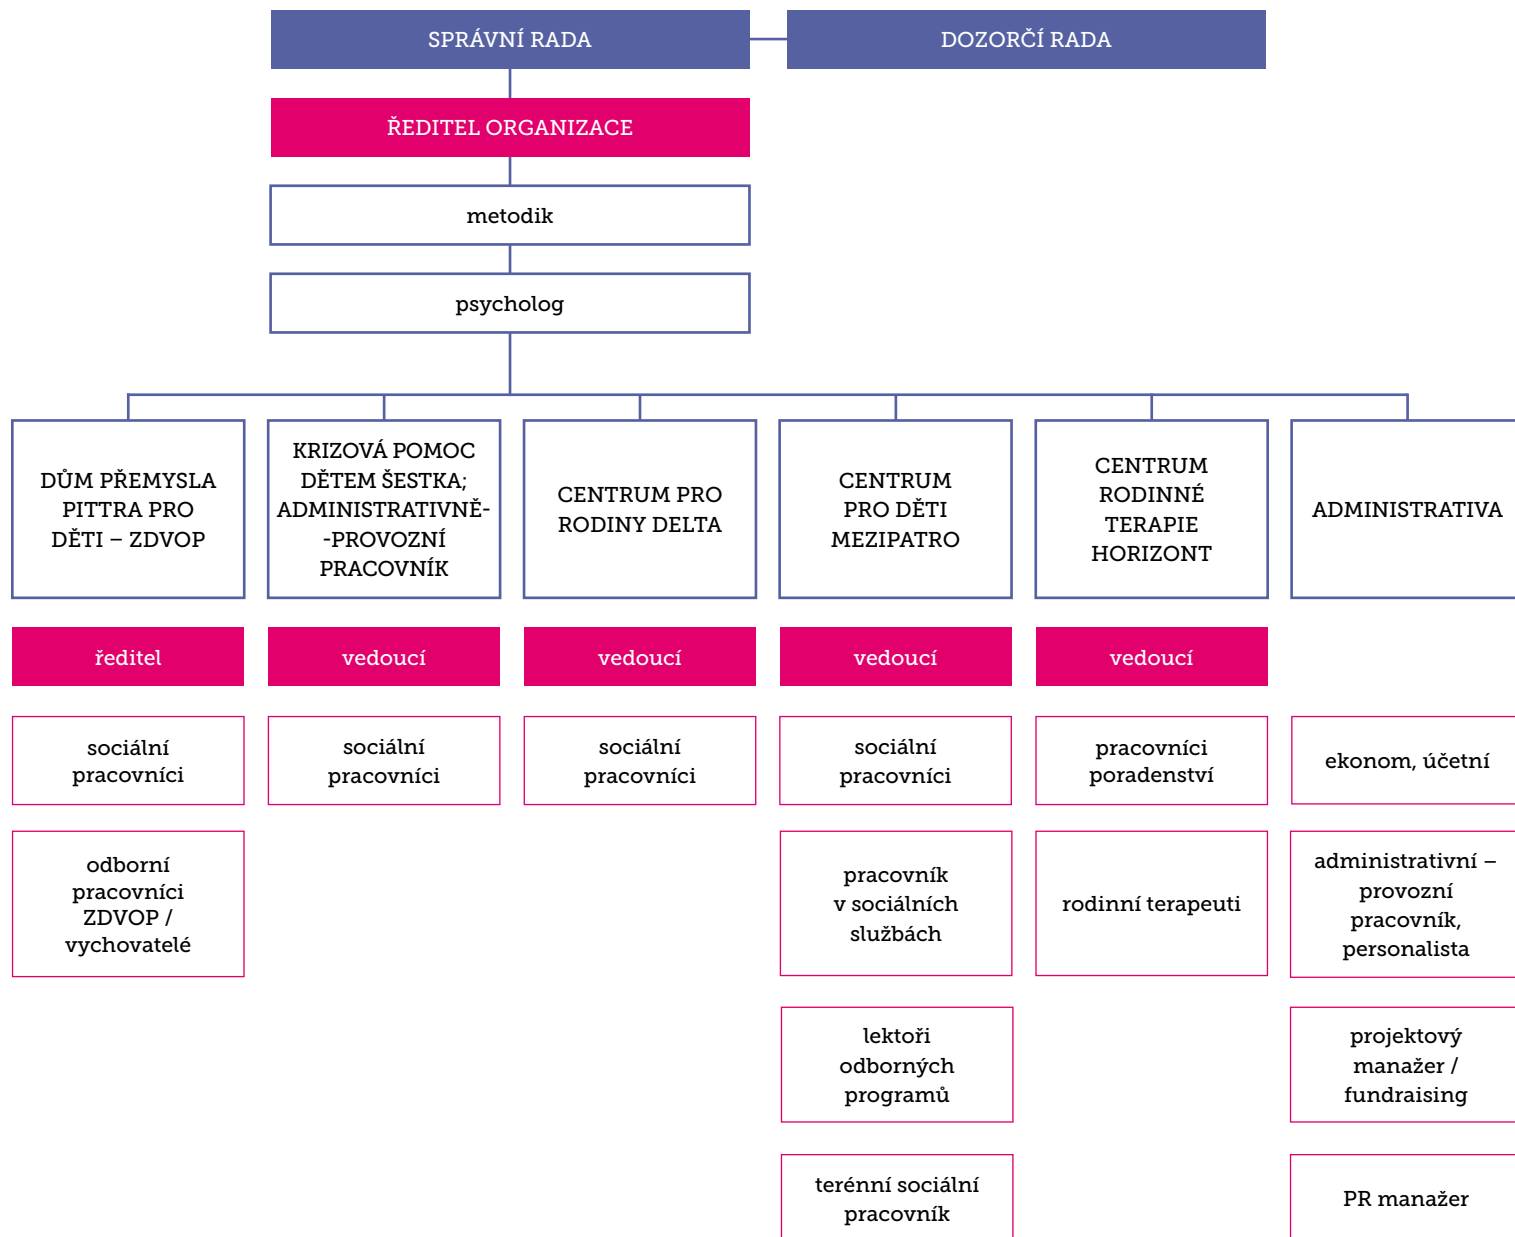 SPRÁVNÍ RADA
DOZORČÍ RADA
ŘEDITEL ORGANIZACE
metodik
psycholog
DŮM PŘEMYSLA
PITTRA PRO
DĚTI – ZDVOP
KRIZOVÁ POMOC
DĚTEM ŠESTKA;
ADMINISTRATIVNĚ-
-PROVOZNÍ
PRACOVNÍK
CENTRUM PRO
RODINY DELTA
CENTRUM
PRO DĚTI
MEZIPATRO
CENTRUM
RODINNÉ
TERAPIE
HORIZONT
ADMINISTRATIVA
ředitel
vedoucí
vedoucí
vedoucí
vedoucí
sociální
pracovníci
sociální
pracovníci
sociální
pracovníci
sociální
pracovníci
pracovníci
poradenství
ekonom, účetní
odborní
pracovníci
ZDVOP /
vychovatelé
pracovník
v sociálních
službách
rodinní terapeuti
administrativní –
provozní
pracovník,
personalista
lektoři
odborných
programů
projektový
manažer /
fundraising
terénní sociální
pracovník
PR manažer